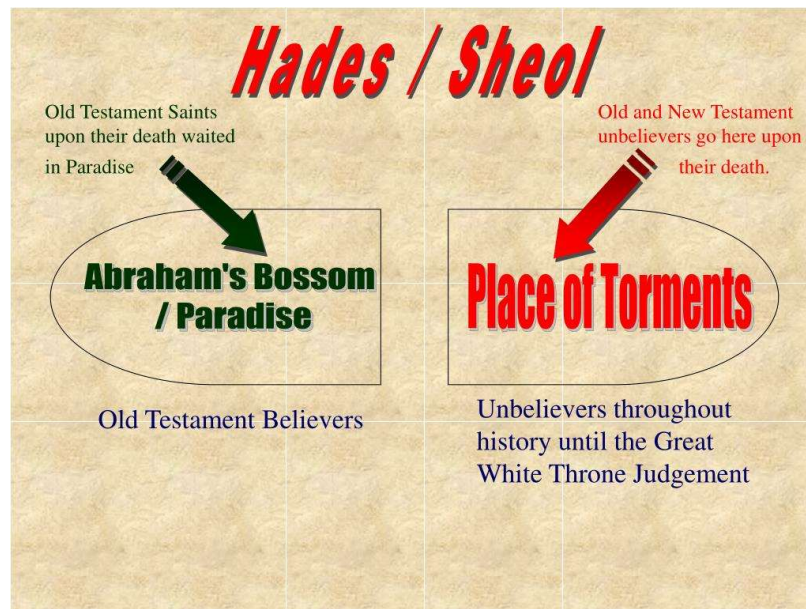 Hades / Sheol
Old Testament Saints
upon their death waited
in Paradise
Old and New Testament
unbelievers go here upon
their death.
Abraham's Bossom
/ Paradise
Place of Torments
Old Testament Believers
Unbelievers throughout
history until the Great
White Throne Judgement